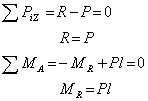 ∑ P_{iZ} = R − P = 0
R = P
∑ M_A = − M_R + Pl = 0
M_R = Pl